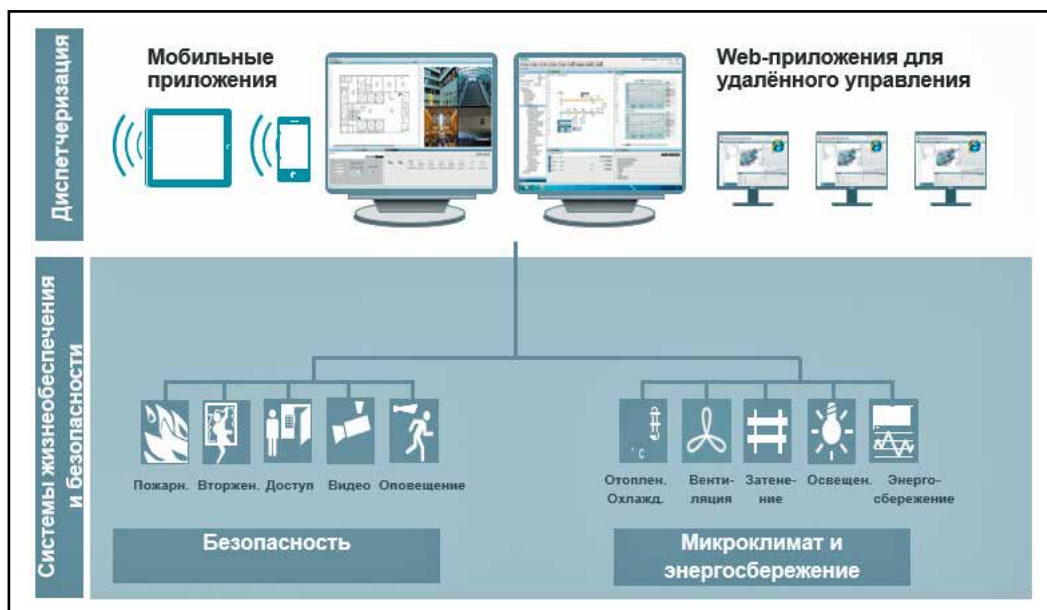 Диспетчеризация
Мобильные
приложения
Web-приложения для
удалённого управления
Системы жизнеобеспечения
и безопасности
Пожарн.
Вторжен.
Доступ
Видео
Оповещение
°C
Отоплен.
Охлажд.
Венти-
ляция
Затене-
ние
Освещен.
Энерго-
сбережение
Безопасность
Микроклимат и
энергосбережение